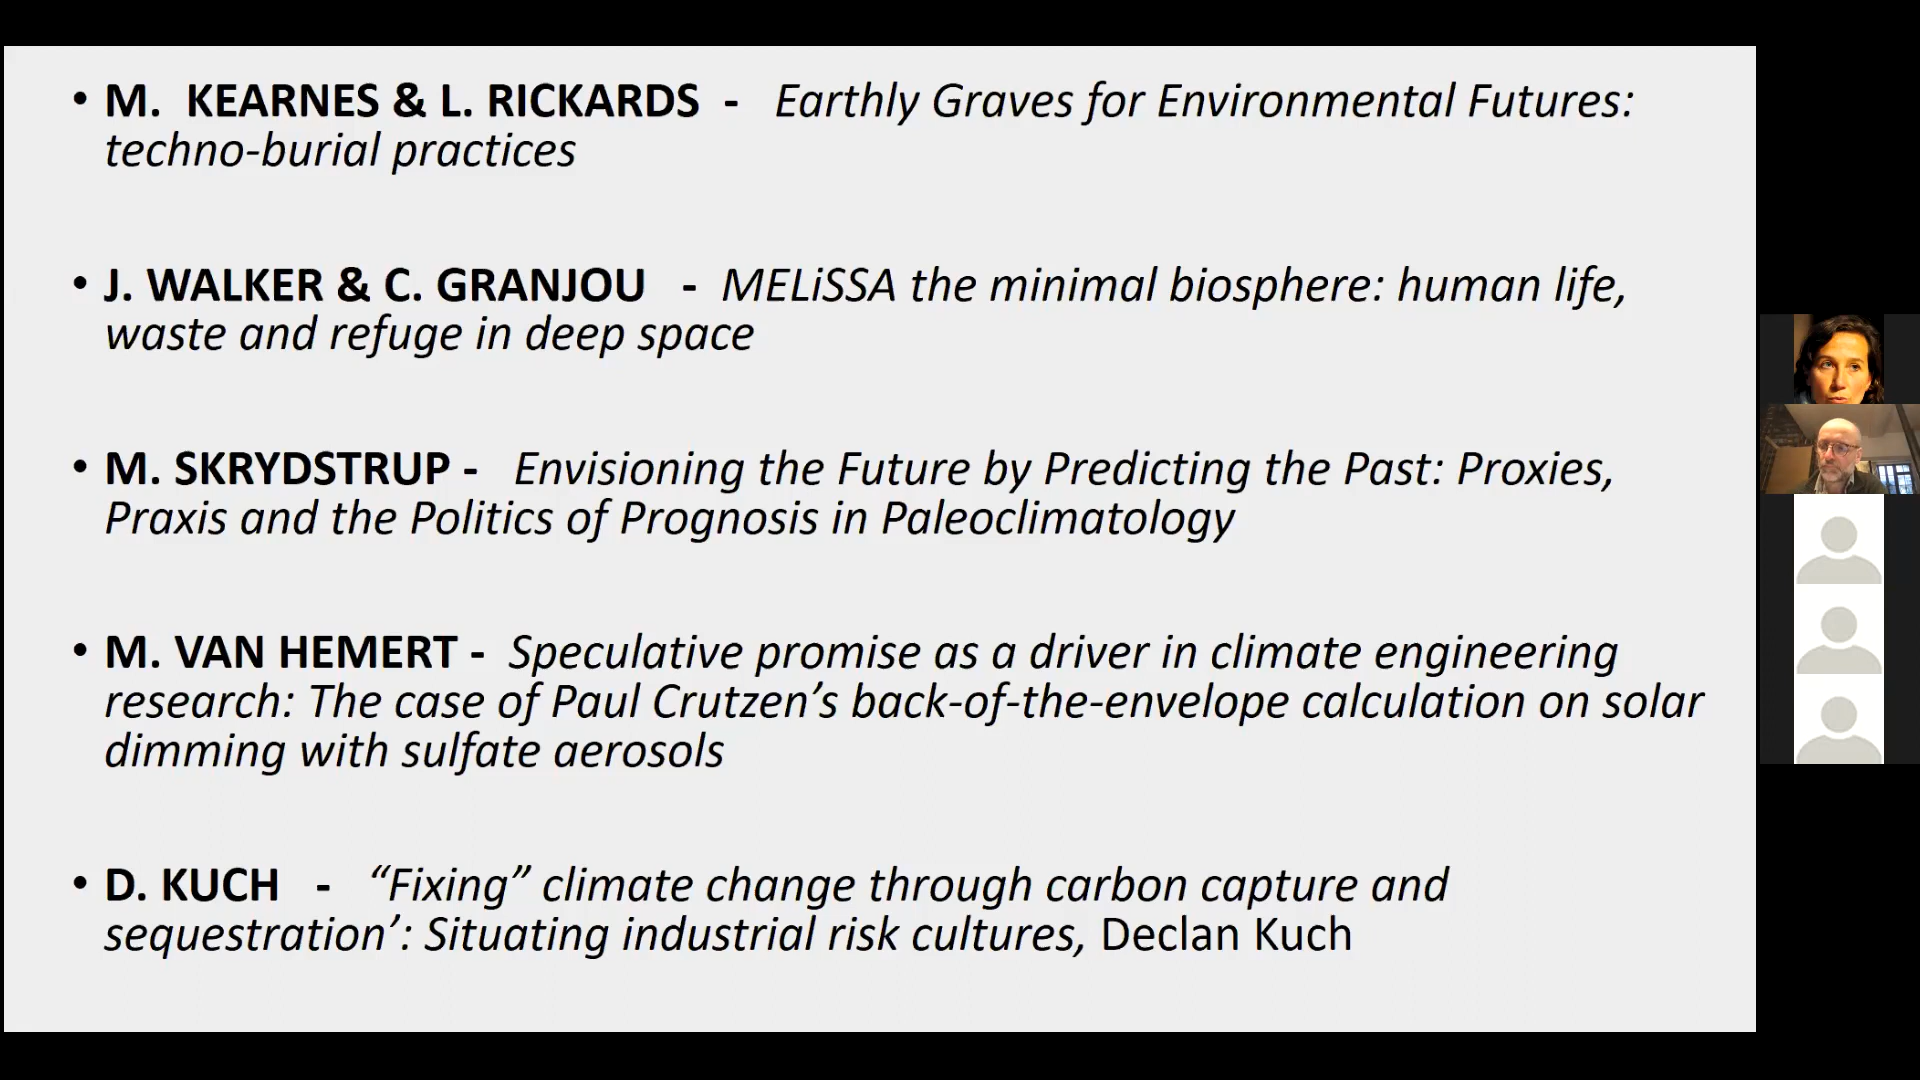 • M. KEARNES & L. RICKARDS - Earthly Graves for Environmental Futures:
techno-burial practices
• J. WALKER & C. GRANJOU - MELiSSA the minimal biosphere: human life,
waste and refuge in deep space
• M. SKRYDSTRUP - Envisioning the Future by Predicting the Past: Proxies,
Praxis and the Politics of Prognosis in Paleoclimatology
• M. VAN HEMERT - Speculative promise as a driver in climate engineering
research: The case of Paul Crutzen’s back-of-the-envelope calculation on solar
dimming with sulfate aerosols
• D. KUCH - “Fixing” climate change through carbon capture and
sequestration’: Situating industrial risk cultures, Declan Kuch